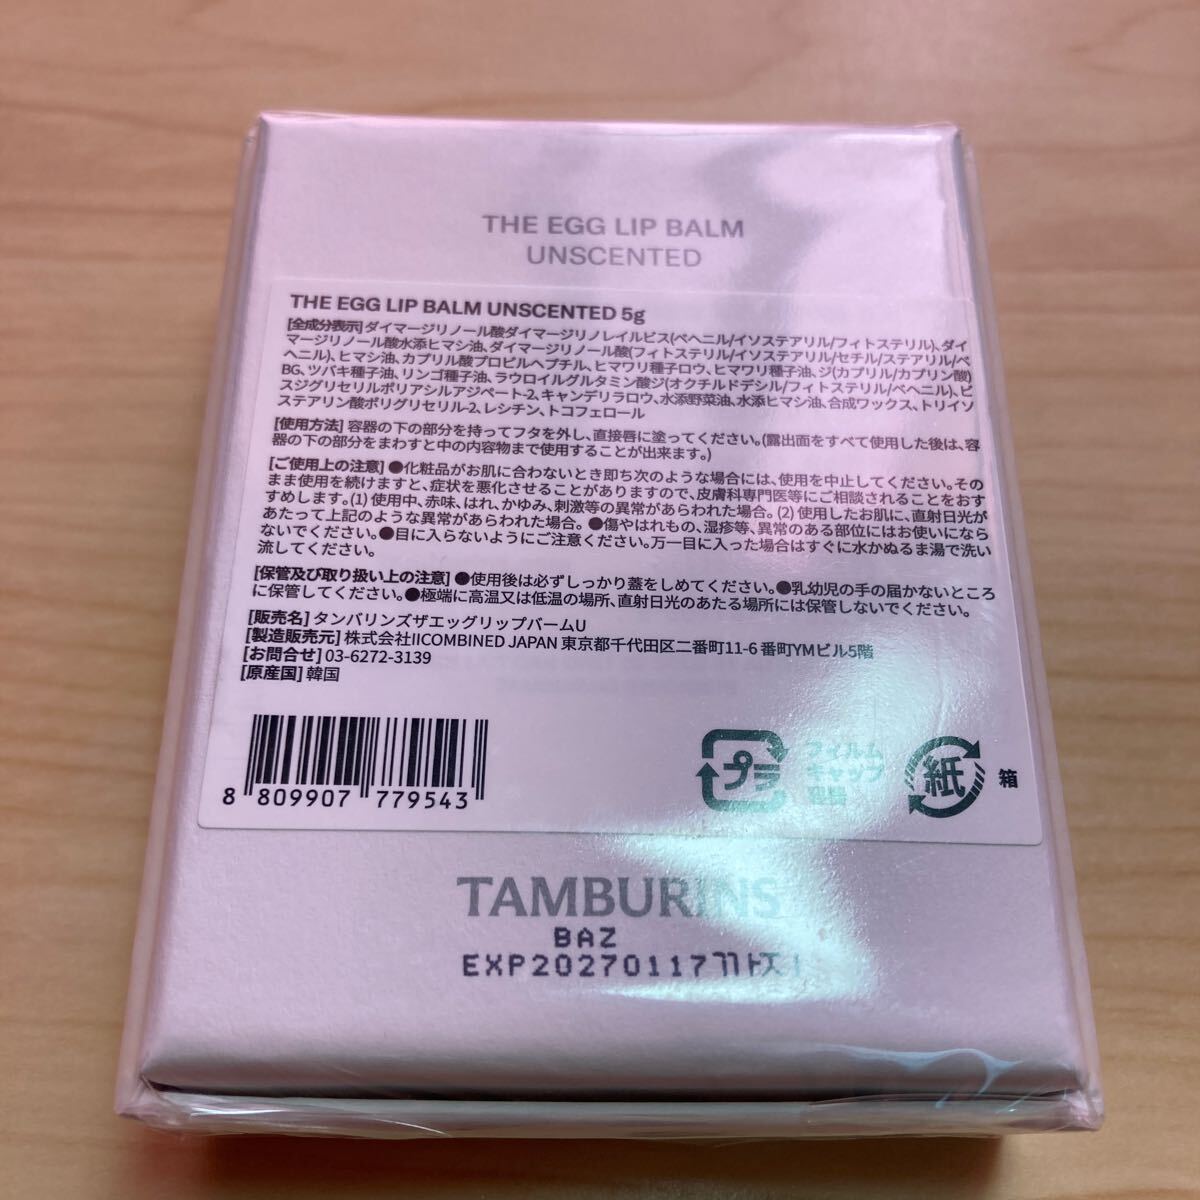 THE EGG LIP BALM
UNSCENTED
THE EGG LIP BALM UNSCENTED 5g
[全成分表示]ダイマージリノール酸ダイマージリノレイルビス(ベヘニル/イソステアリル/フィトステリル)、ダイ
マージリノール酸水添ヒマシ油、ダイマージリノール酸(フィトステリル/イソステアリル/セチル/ステアリル/ベ
ヘニル)、ヒマシ油、カプリル酸プロピルヘプチル、ヒマワリ種子ロウ、ヒマワリ種子油、ジ(カプリル/カプリン酸)
BG、ツバキ種子油、リンゴ種子油、ラウロイルグルタミン酸ジ(オクチルドデシル/フィトステリル/ベヘニル)、ビ
スジグリセリルポリアシルアジペート-2、キャンデリラロウ、水添野菜油、水添ヒマシ油、合成ワックス、トリイソ
ステアリン酸ポリグリセリル-2、レシチン、トコフェロール
[使用方法] 容器の下の部分を持ってフタを外し、直接唇に塗ってください。(露出面をすべて使用した後は、容
器の下の部分をまわすと中の内容物まで使用することが出来ます。)
[ご使用上の注意] ●化粧品がお肌に合わないとき即ち次のような場合には、使用を中止してください。その
まま使用を続けますと、症状を悪化させることがありますので、皮膚科専門医等にご相談されることをおす
すめします。(1) 使用中、赤味、はれ、かゆみ、刺激等の異常があらわれた場合。(2) 使用したお肌に、直射日光が
あたって上記のような異常があらわれた場合。 ●傷やはれもの、湿疹等、異常のある部位にはお使いになら
ないでください。●目に入らないようにご注意ください。万一目に入った場合はすぐに水かぬるま湯で洗い
流してください。
[保管及び取り扱い上の注意] ●使用後は必ずしっかり蓋をしめてください。●乳幼児の手の届かないところ
に保管してください。●極端に高温又は低温の場所、直射日光のあたる場所には保管しないでください。
[販売名] タンバリンズザエッグリップバームU
[製造販売元] 株式会社IICOMBINED JAPAN 東京都千代田区二番町11-6 番町YMビル5階
[お問合せ] 03-6272-3139
[原産国] 韓国
8 809907 779543
プラ
フィルム
キャップ
容器
紙
箱
TAMBURINS
BAZ
EXP20270117까지